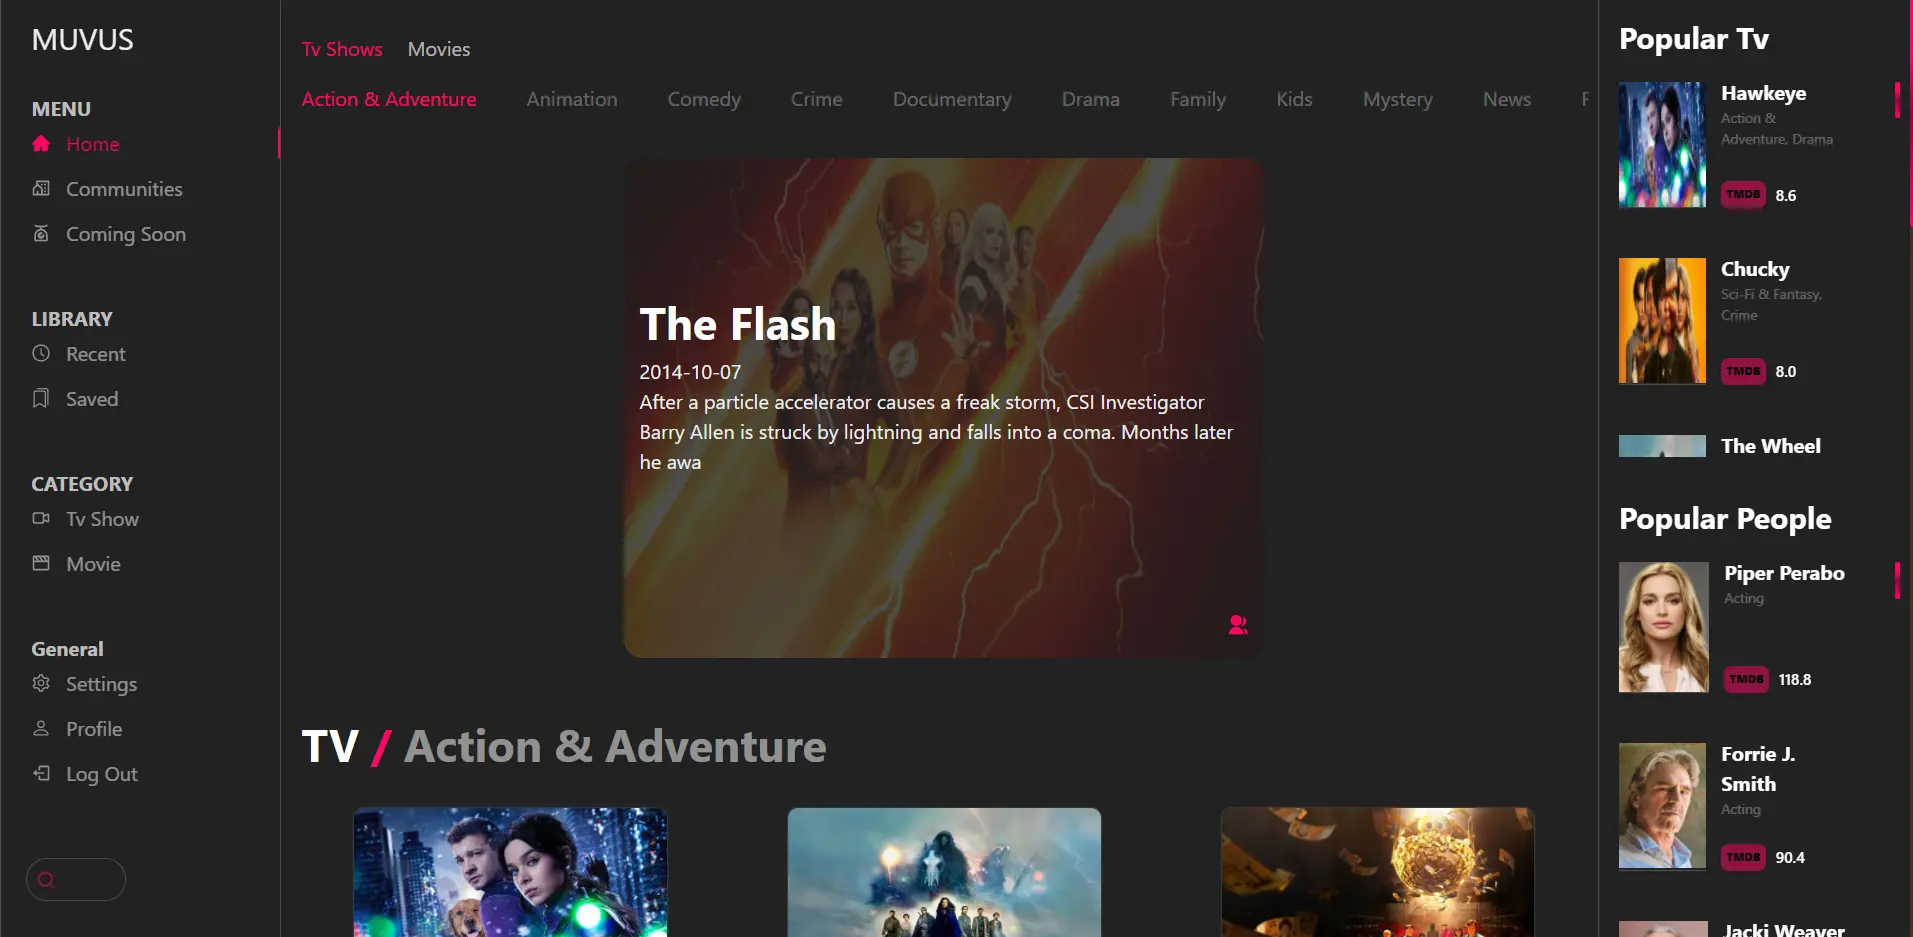 MUVUS
MENU
Home
Communities
Coming Soon
LIBRARY
Recent
Saved
CATEGORY
Tv Show
Movie
General
Settings
Profile
Log Out
Tv Shows Movies
Action & Adventure Animation Comedy Crime Documentary Drama Family Kids Mystery News
The Flash
2014-10-07
After a particle accelerator causes a freak storm, CSI Investigator
Barry Allen is struck by lightning and falls into a coma. Months later
he awa
TV / Action & Adventure
Popular Tv
Hawkeye
Action &
Adventure, Drama
TMDB 8.6
Chucky
Sci-Fi & Fantasy,
Crime
TMDB 8.0
The Wheel
Popular People
Piper Perabo
Acting
TMDB 118.8
Forrie J.
Smith
Acting
TMDB 90.4
Jacki Weaver